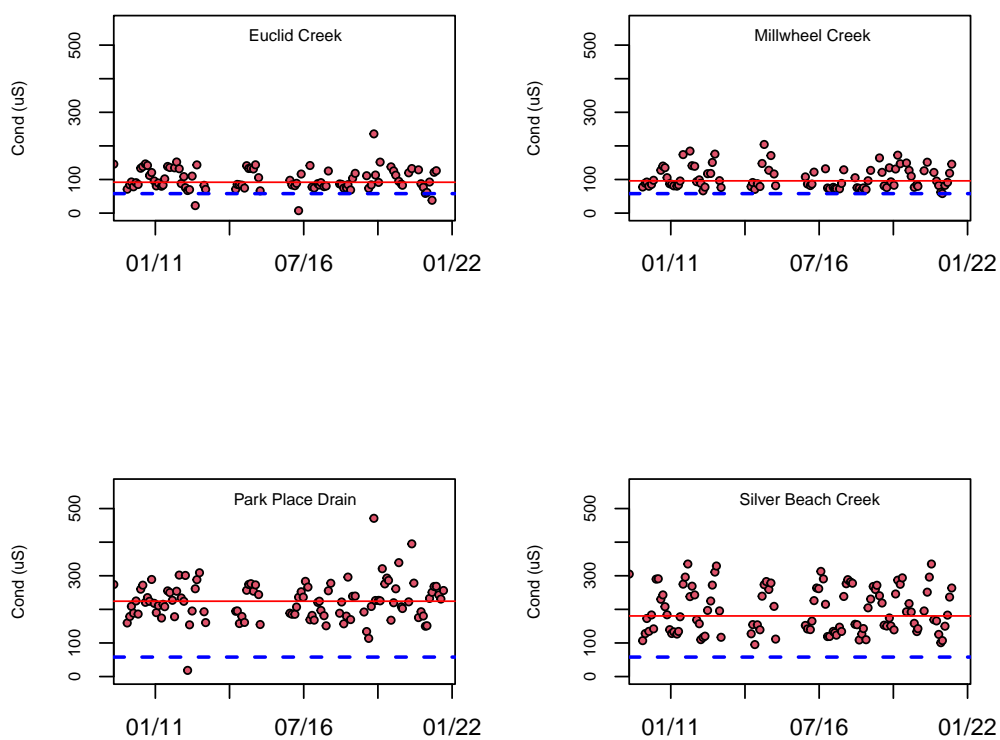 Euclid Creek
Cond (uS)
500
300
100
0
01/11 07/16 01/22
Millwheel Creek
Cond (uS)
500
300
100
0
01/11 07/16 01/22
Park Place Drain
Cond (uS)
500
300
100
0
01/11 07/16 01/22
Silver Beach Creek
Cond (uS)
500
300
100
0
01/11 07/16 01/22